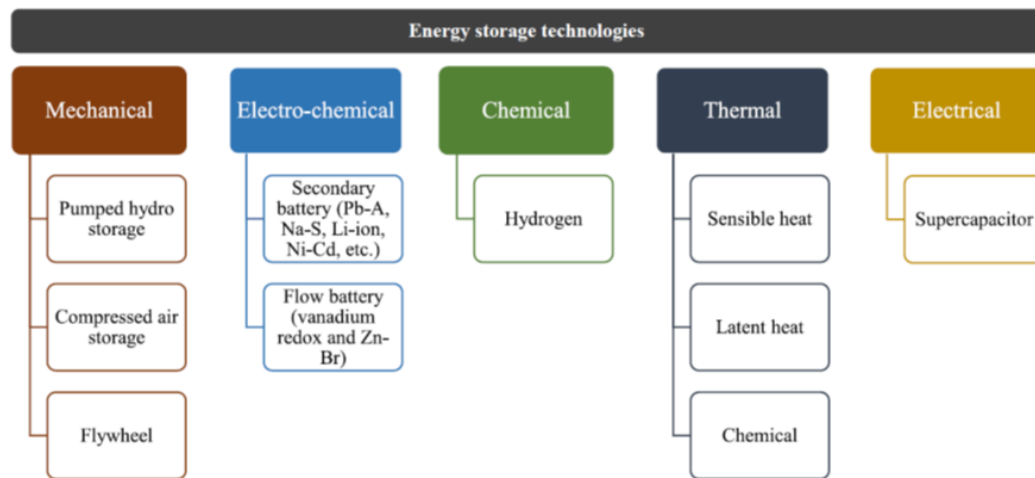 Energy storage technologies
Mechanical
Electro-chemical
Chemical
Thermal
Electrical
Pumped hydro
storage
Compressed air
storage
Flywheel
Secondary
battery (Pb-A,
Na-S, Li-ion,
Ni-Cd, etc.)
Flow battery
(vanadium
redox and Zn-
Br)
Hydrogen
Sensible heat
Latent heat
Chemical
Supercapacitor